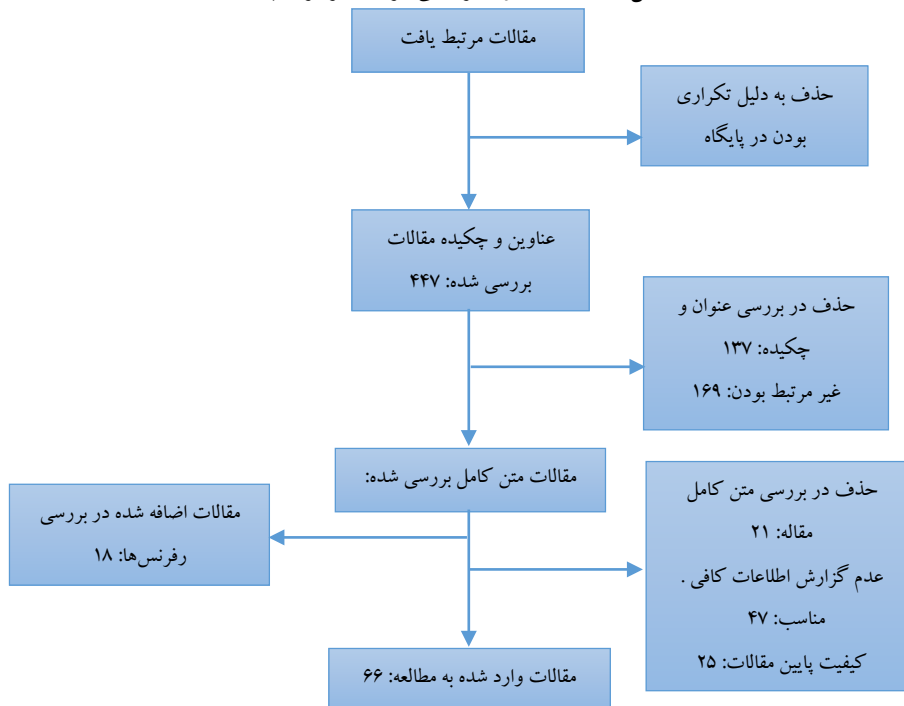 مقالات مرتبط یافت
حذف به دلیل تکراری
بودن در پایگاه
عناوین و چکیده مقالات
بررسی شده: ۴۴۷
حذف در بررسی عنوان و
چکیده: ۱۳۷
غیر مرتبط بودن: ۱۶۹
مقالات متن کامل بررسی شده:
مقالات اضافه شده در بررسی
رفرنس‌ها: ۱۸
حذف در بررسی متن کامل
مقاله: ۲۱
عدم گزارش اطلاعات کافی .
مناسب: ۴۷
کیفیت پایین مقالات: ۲۵
مقالات وارد شده به مطالعه: ۶۶